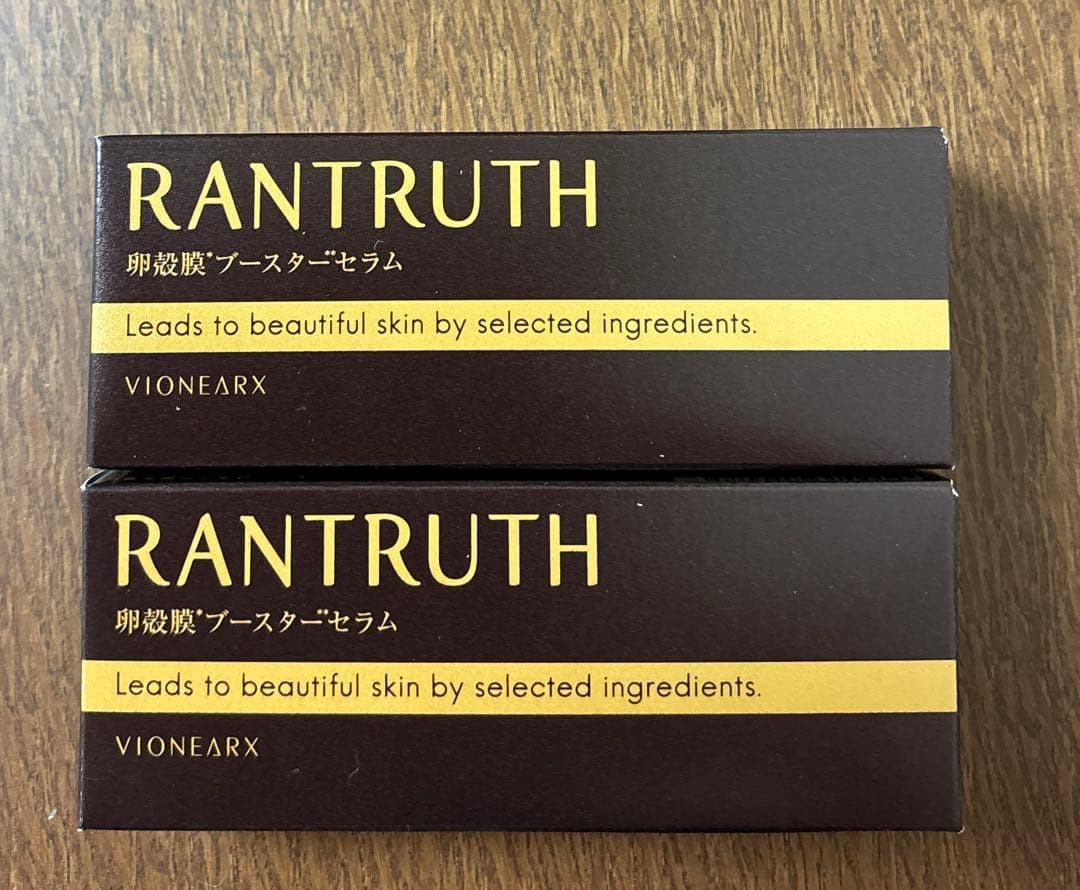 RANTRUTH
卵殻膜*ブースター**セラム
Leads to beautiful skin by selected ingredients.
VIONEARX
RANTRUTH
卵殻膜*ブースター**セラム
Leads to beautiful skin by selected ingredients.
VIONEARX